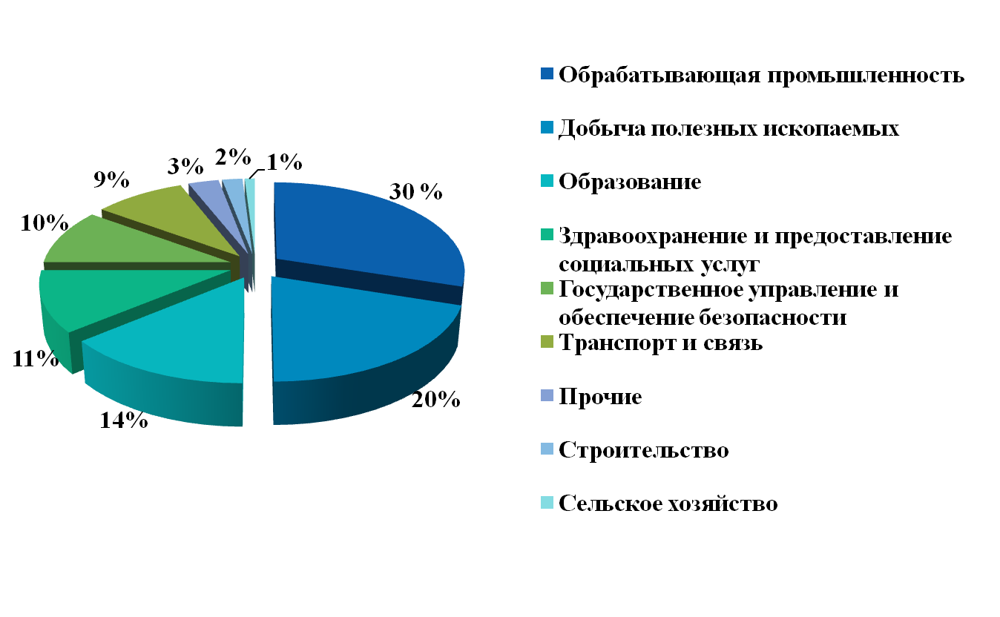 30 %
20%
14%
11%
10%
9%
3%
2%
1%
Обрабатывающая промышленность
Добыча полезных ископаемых
Образование
Здравоохранение и предоставление
социальных услуг
Государственное управление и
обеспечение безопасности
Транспорт и связь
Прочие
Строительство
Сельское хозяйство